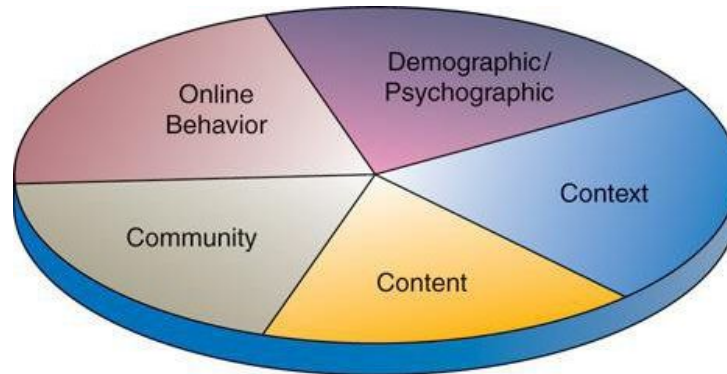 Demographic/
Psychographic
Online
Behavior
Context
Community
Content